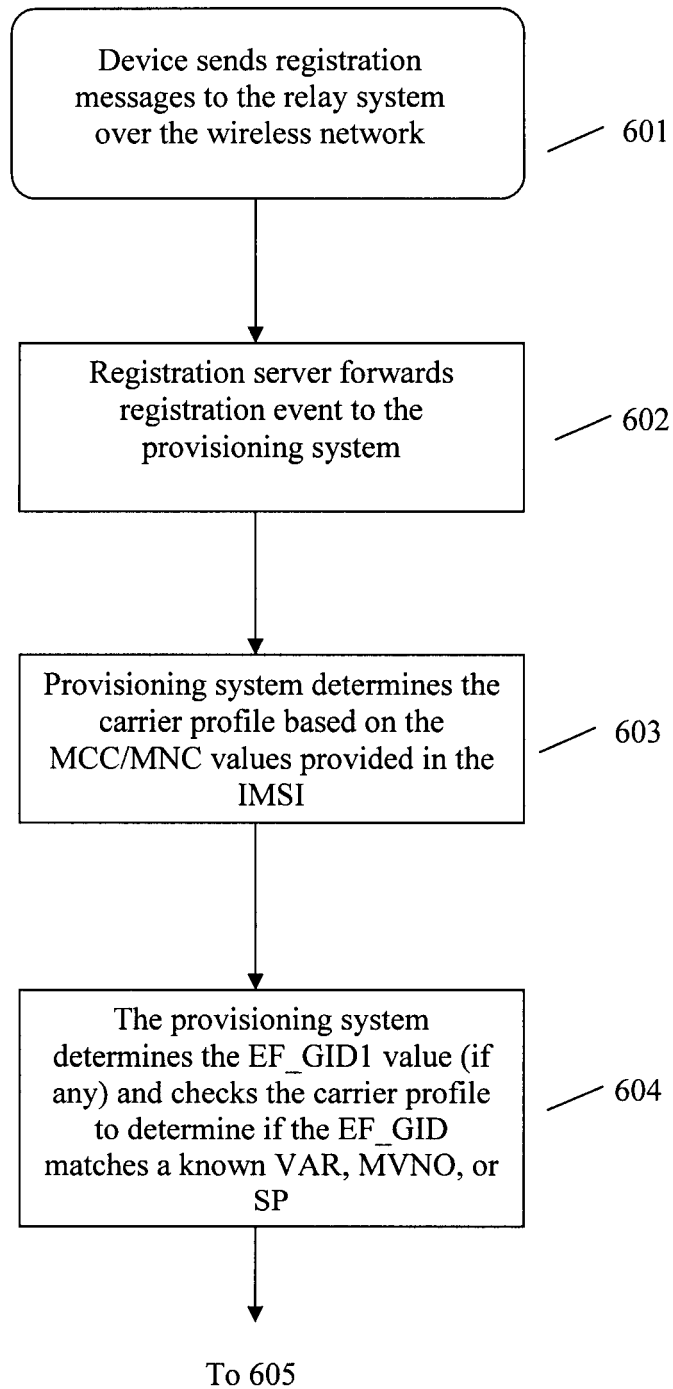 Device sends registration
messages to the relay system
over the wireless network
601
Registration server forwards
registration event to the
provisioning system
602
Provisioning system determines the
carrier profile based on the
MCC/MNC values provided in the
IMSI
603
The provisioning system
determines the EF_GID1 value (if
any) and checks the carrier profile
to determine if the EF_GID
matches a known VAR, MVNO, or
SP
604
To 605